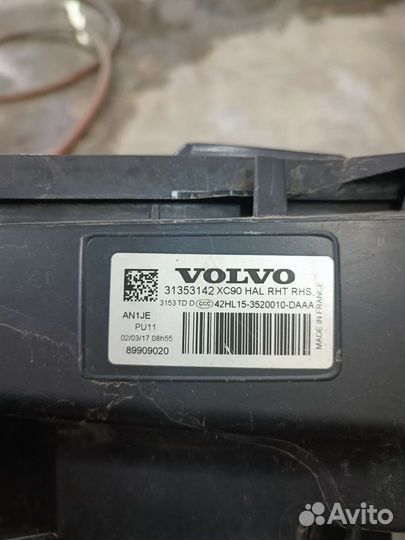 VOLVO
31353142 XC90 HAL RHT RHS
3153 TD D CCC 42HL15-3520010-DAAA
AN1JE
PU11
02/03/17 08h55
89909020
MADE IN FRANCE
Avito